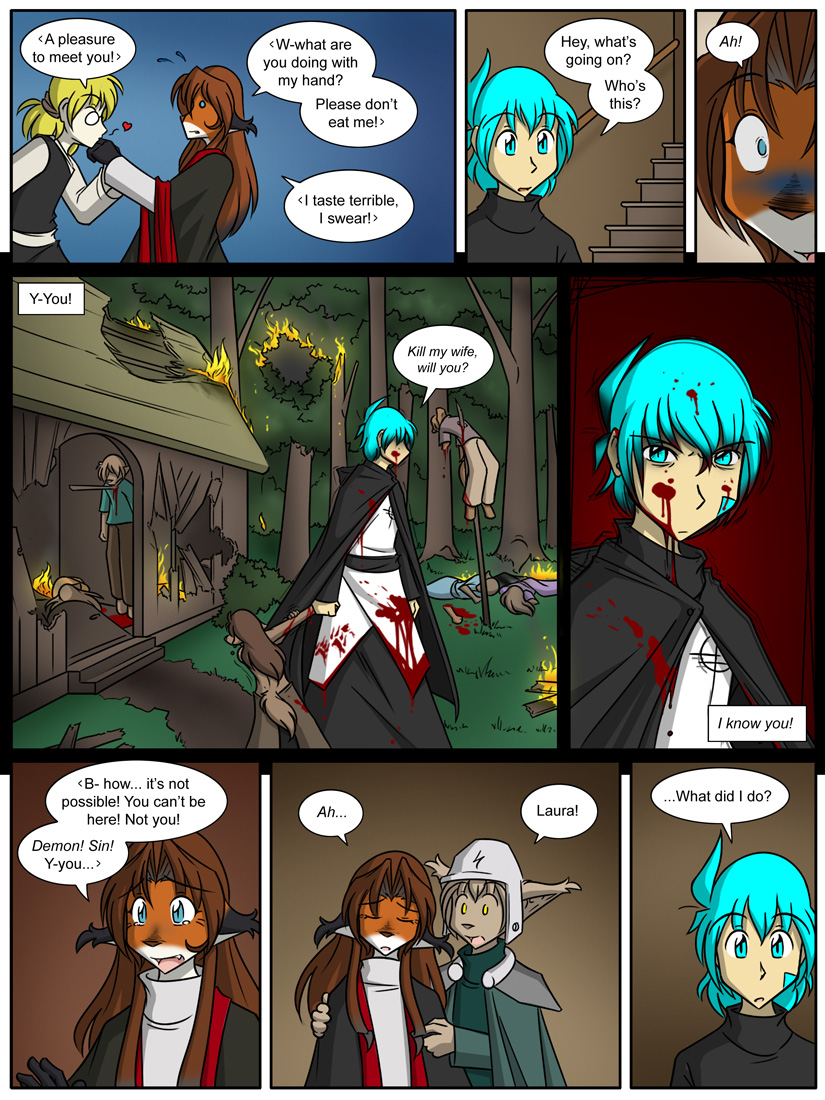 ‹A pleasure
to meet you!›
‹W-what are
you doing with
my hand?
Please don't
eat me!›
‹I taste terrible,
I swear!›
Hey, what's
going on?
Who's
this?
Ah!
Y-You!
Kill my wife,
will you?
I know you!
‹B- how... it's not
possible! You can't be
here! Not you!
Demon! Sin!
Y-you...›
Ah...
Laura!
...What did I do?